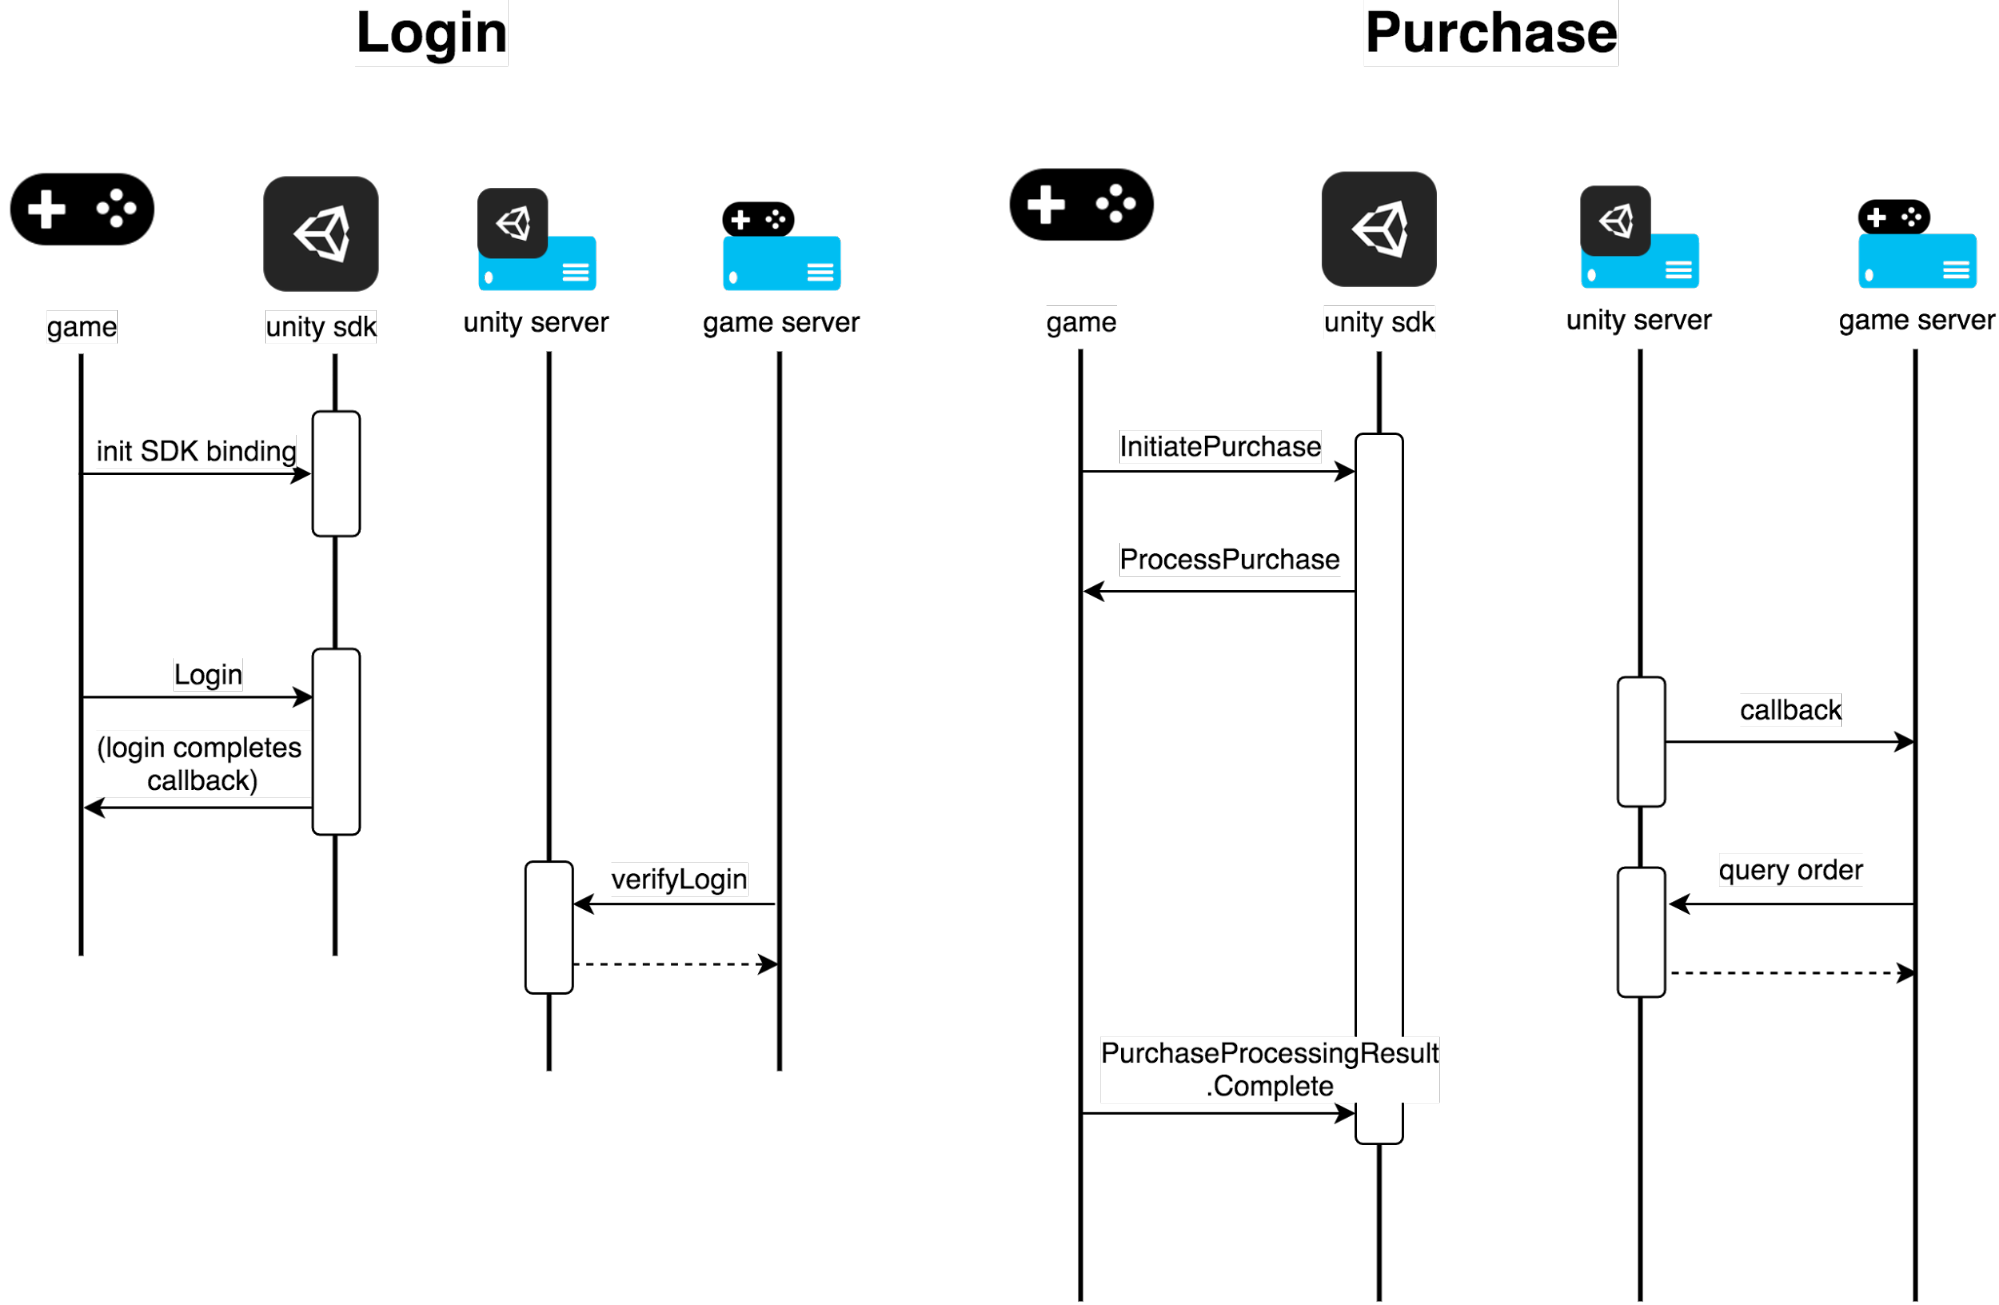 Login
game
unity sdk
unity server
game server
init SDK binding
Login
(login completes
callback)
verifyLogin
Purchase
game
unity sdk
unity server
game server
InitiatePurchase
ProcessPurchase
callback
query order
PurchaseProcessingResult
.Complete